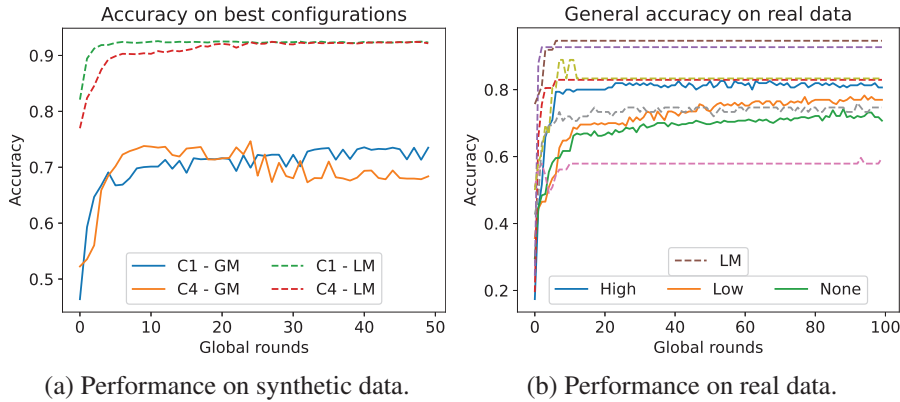 Accuracy on best configurations
Accuracy
0.9
0.8
0.7
0.6
0.5
C1 - GM
C4 - GM
C1 - LM
C4 - LM
0
10
20
30
40
50
Global rounds
(a) Performance on synthetic data.
General accuracy on real data
Accuracy
0.8
0.6
0.4
0.2
LM
High
Low
None
0
20
40
60
80
100
Global rounds
(b) Performance on real data.